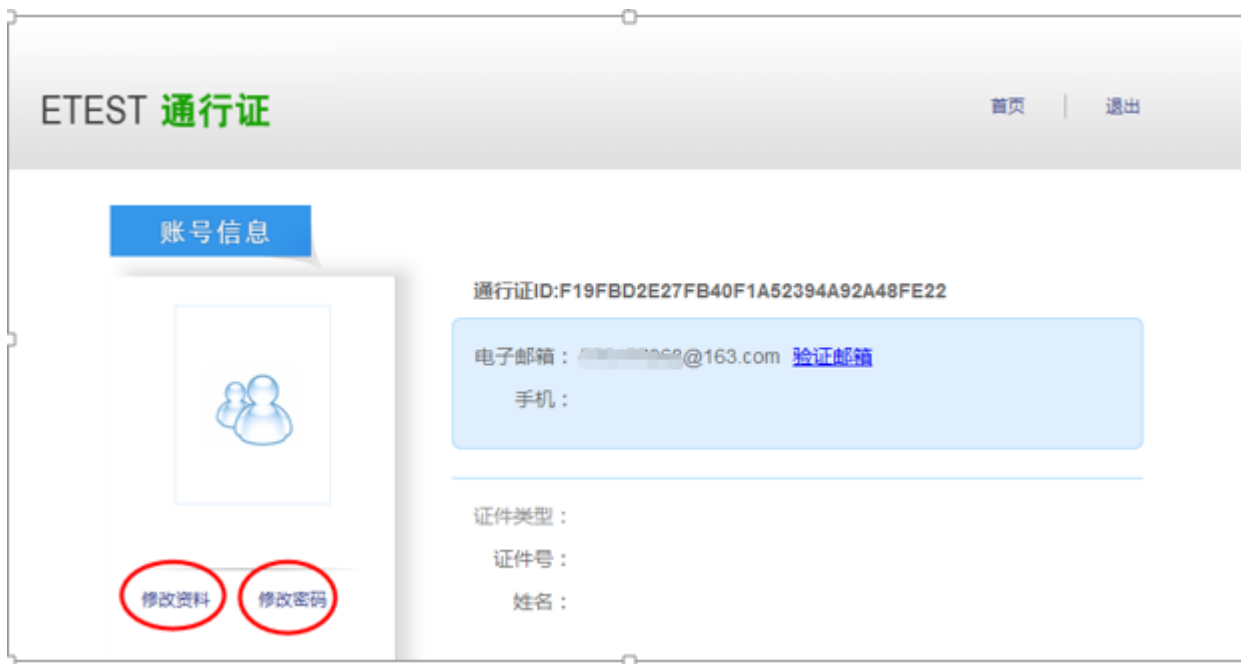 ETEST 通行证
首页 | 退出
账号信息
通行证ID:F19FBD2E27FB40F1A52394A92A48FE22
电子邮箱： @163.com 验证邮箱
手机：
证件类型：
证件号：
姓名：
修改资料 修改密码